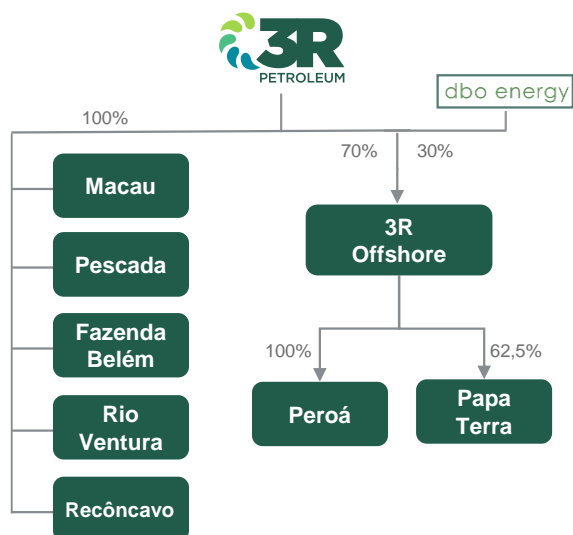 3R
PETROLEUM
dbo energy
100%
70%
30%
Macau
3R
Offshore
Pescada
Fazenda
Belém
100%
62,5%
Rio
Ventura
Peroá
Papa
Terra
Recôncavo